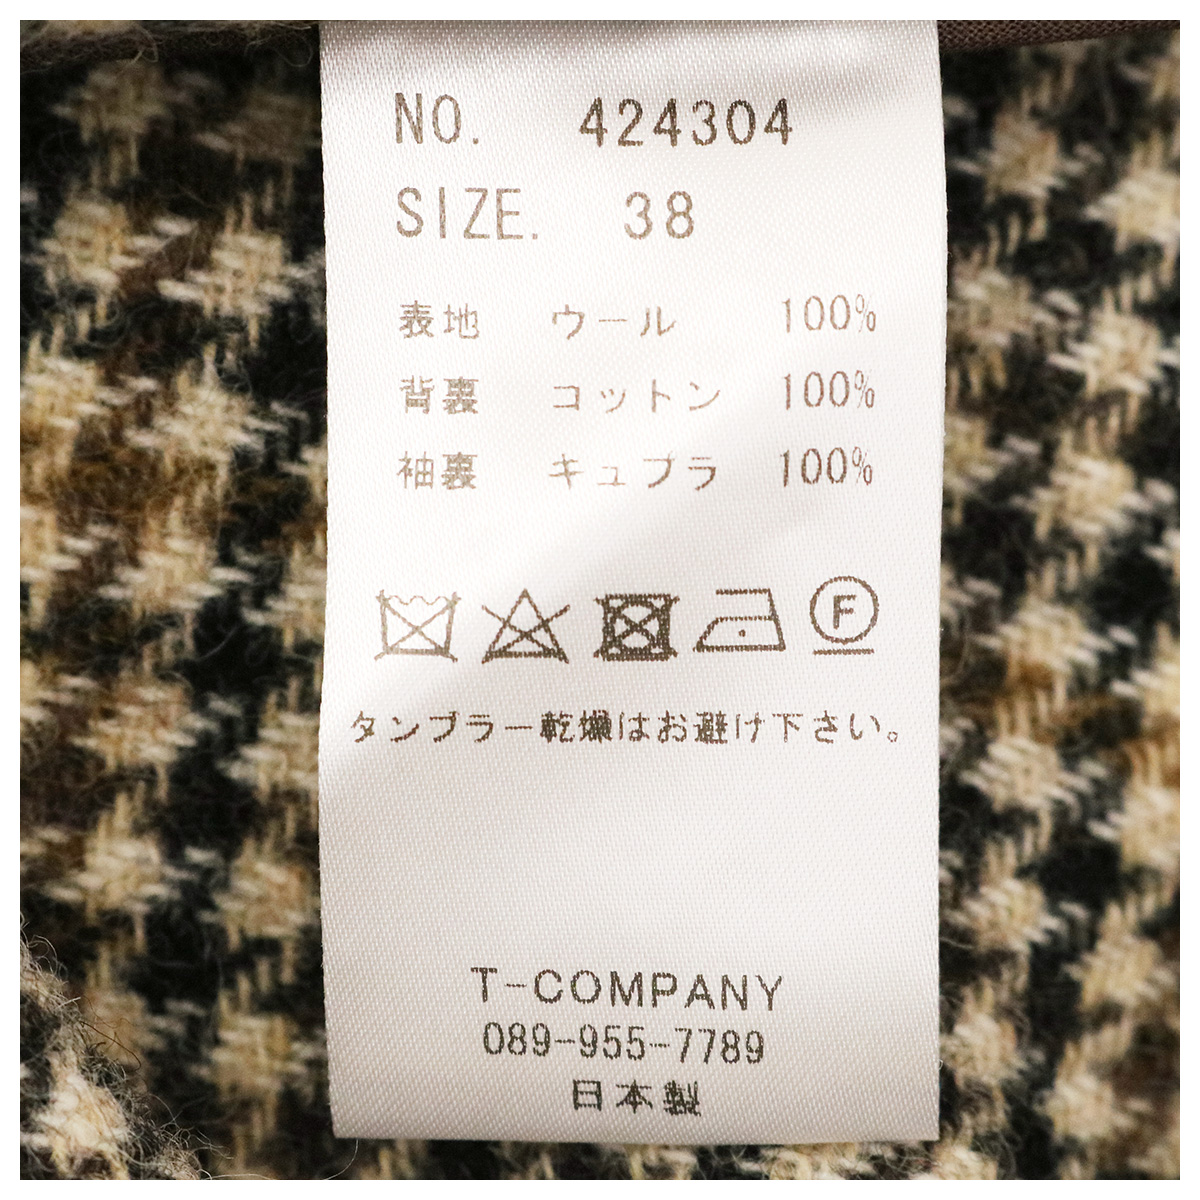 NO. 424304
SIZE. 38
表地 ウール 100%
背裏 コットン 100%
袖裏 キュプラ 100%
F
タンブラー乾燥はお避け下さい。
T-COMPANY
089-955-7789
日本製